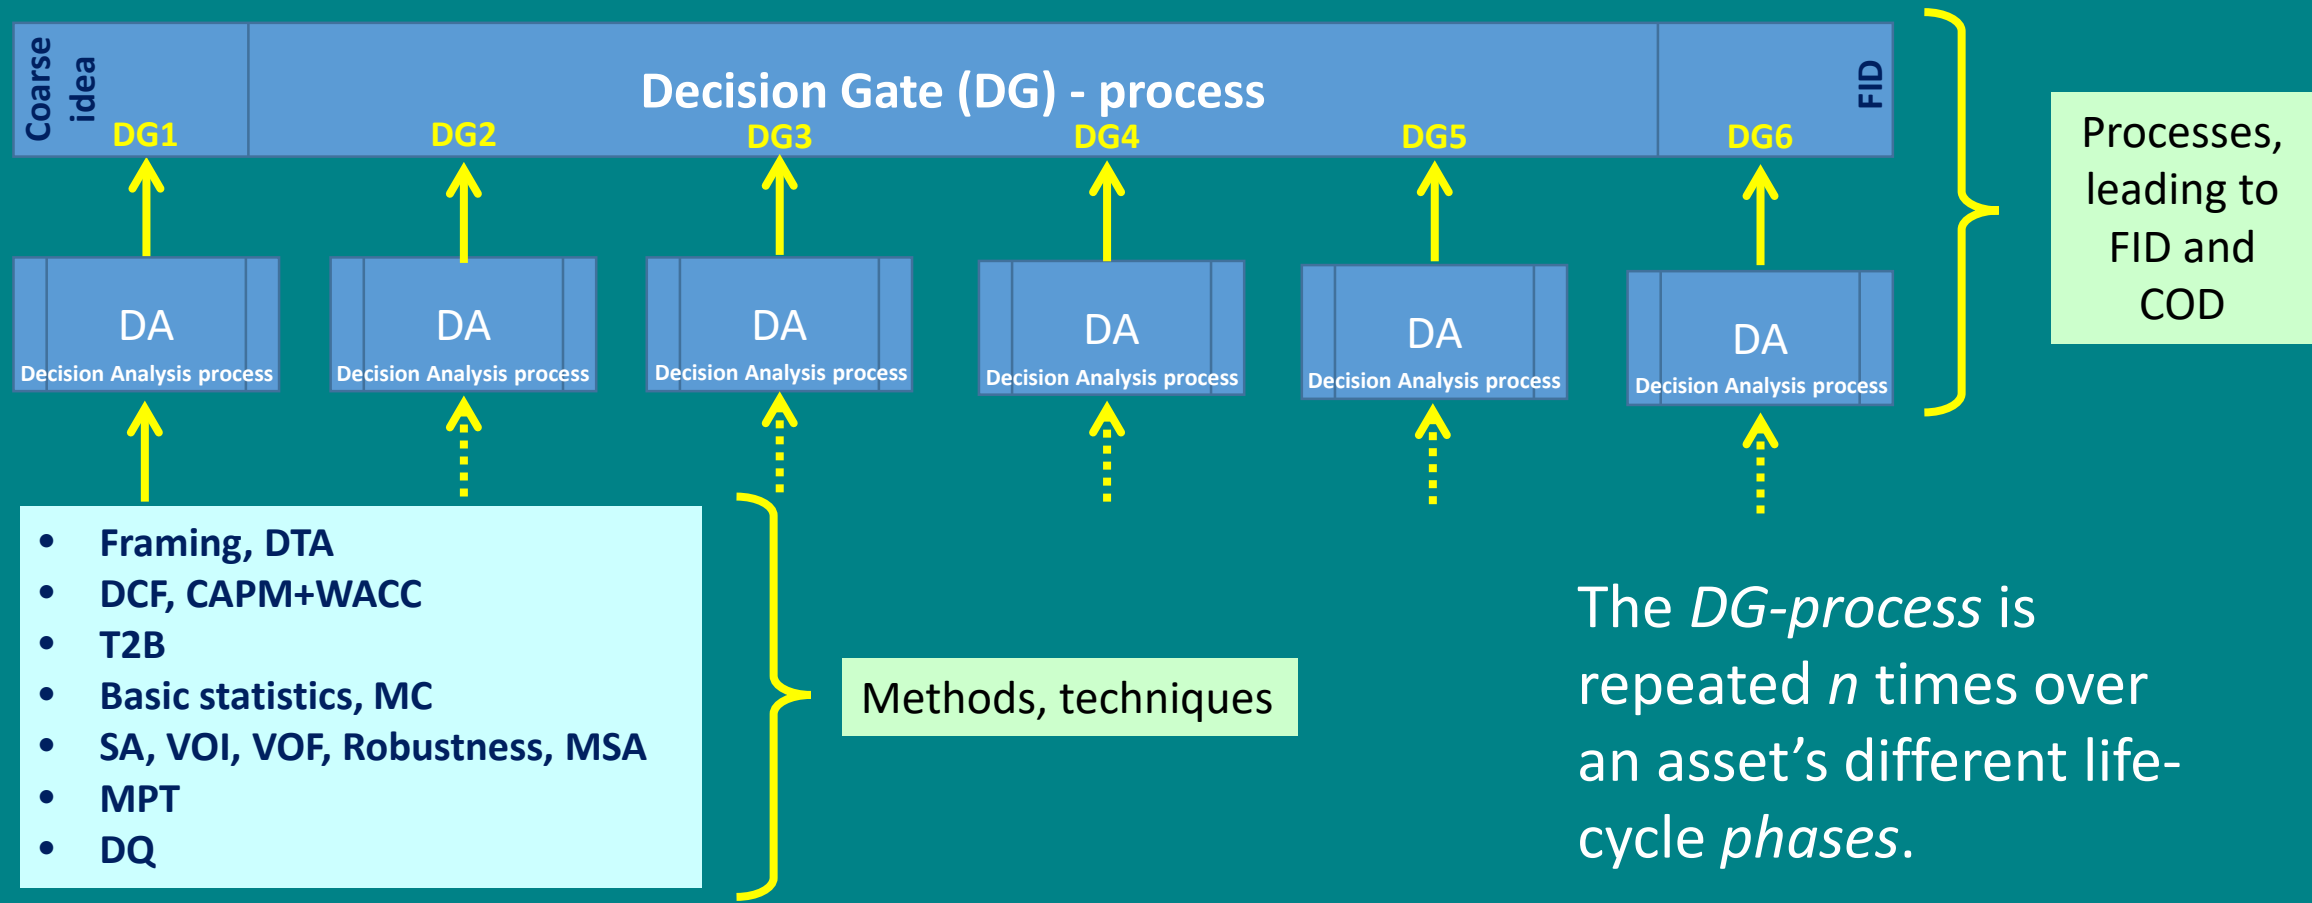 Coarse
idea
Decision Gate (DG) - process
FID
DG1
DG2
DG3
DG4
DG5
DG6
Processes,
leading to
FID and
COD
DA
Decision Analysis process
DA
Decision Analysis process
DA
Decision Analysis process
DA
Decision Analysis process
DA
Decision Analysis process
DA
Decision Analysis process
• Framing, DTA
• DCF, CAPM+WACC
• T2B
• Basic statistics, MC
• SA, VOI, VOF, Robustness, MSA
• MPT
• DQ
Methods, techniques
The DG-process is
repeated n times over
an asset’s different life-
cycle phases.